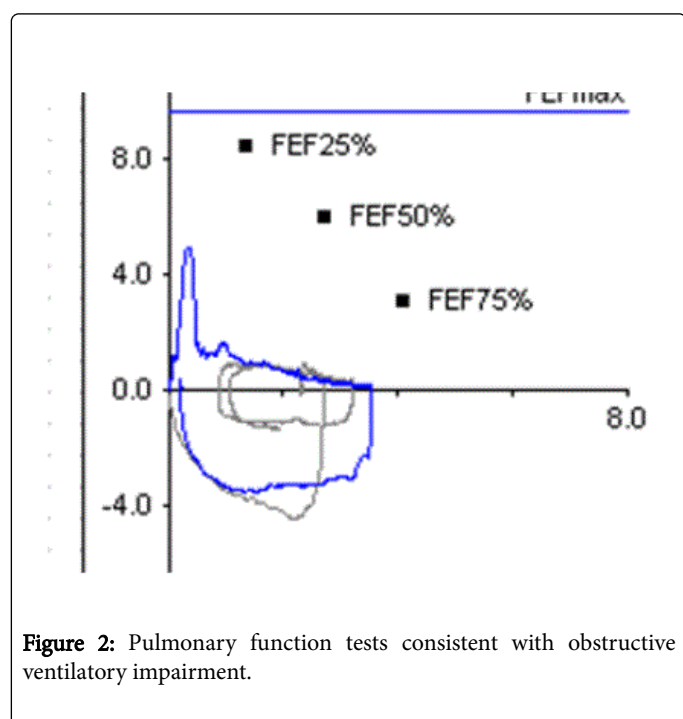 8.0
FEF25%
FEF50%
4.0
FEF75%
0.0
8.0
-4.0
Figure 2: Pulmonary function tests consistent with obstructive
ventilatory impairment.